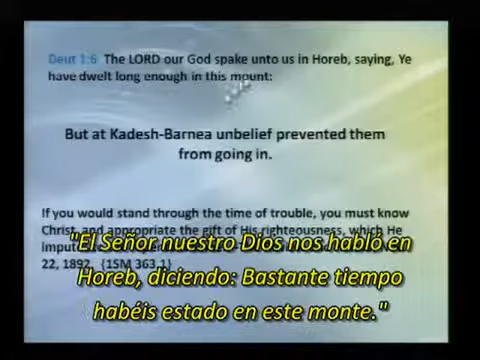 Deut 1:6 The LORD our God spake unto us in Horeb, saying, Ye
have dwelt long enough in this mount:
But at Kadesh-Barnea unbelief prevented them
from going in.
If you would stand through the time of trouble, you must know
Christ, and appropriate the gift of His righteousness, which He
22, 1892. {1SM 363.1}
"El Señor nuestro Dios nos habló en
Horeb, diciendo: Bastante tiempo
habéis estado en este monte."